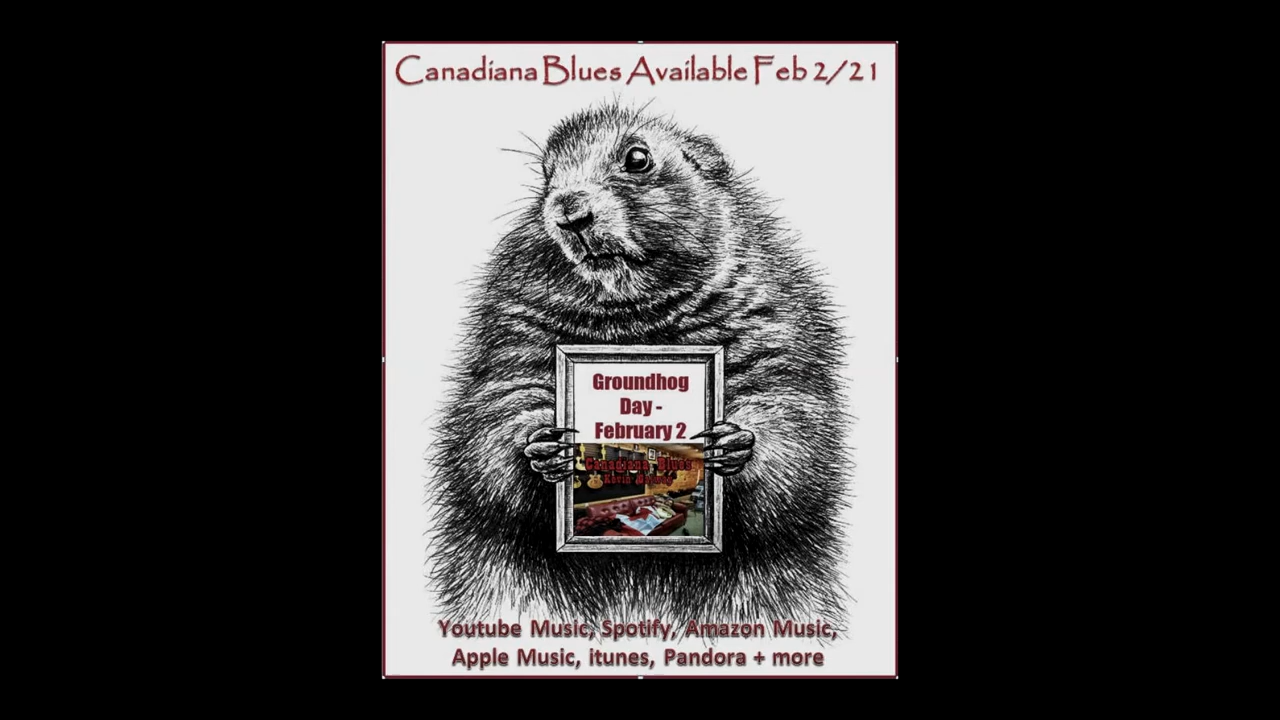 Canadiana Blues Available Feb 2/21
Groundhog
Day -
February 2
Canadiana Blues
Kevin
Youtube Music, Spotify, Amazon Music,
Apple Music, itunes, Pandora + more